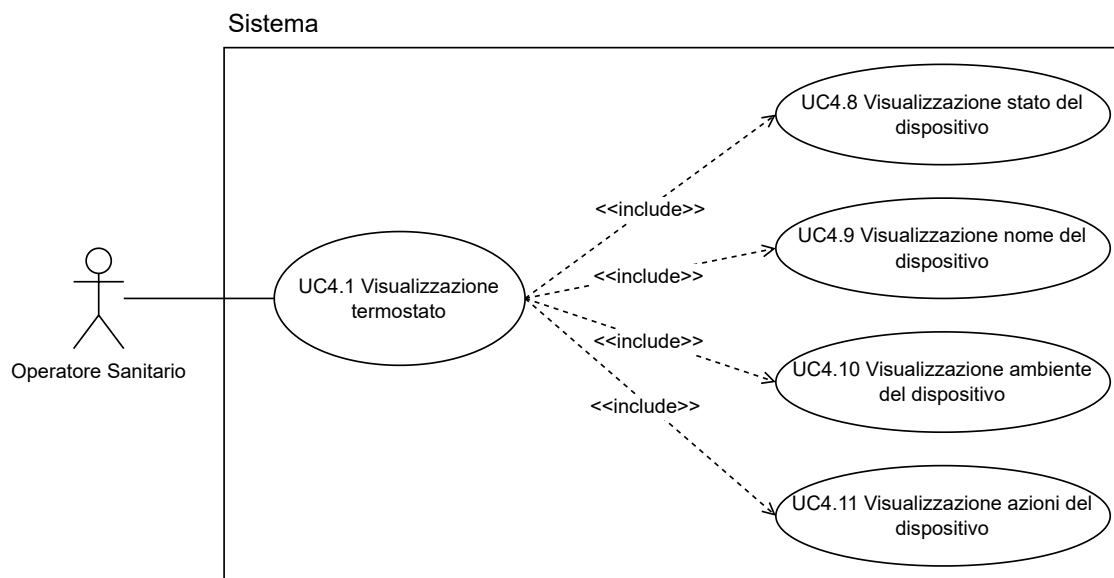 Sistema
UC4.8 Visualizzazione stato del
dispositivo
<<include>>
UC4.9 Visualizzazione nome del
dispositivo
<<include>>
UC4.1 Visualizzazione
termostato
<<include>>
UC4.10 Visualizzazione ambiente
del dispositivo
Operatore Sanitario
<<include>>
UC4.11 Visualizzazione azioni del
dispositivo